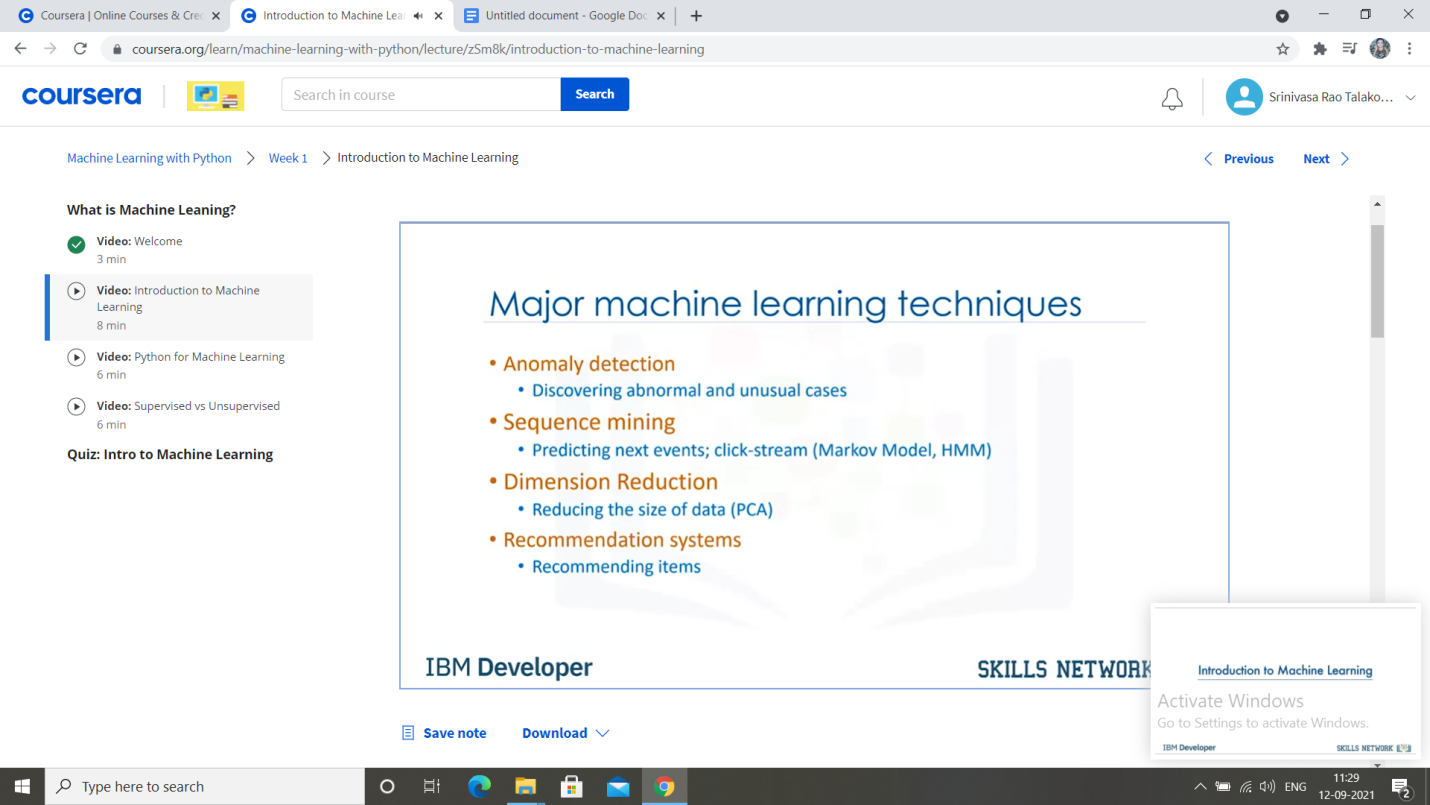 Coursera | Online Courses & Cre
Introduction to Machine Lea
Untitled document - Google Doc
coursera.org/learn/machine-learning-with-python/lecture/zSm8k/introduction-to-machine-learning
coursera
Search in course
Search
Srinivasa Rao Talako...
Machine Learning with Python
Week 1
Introduction to Machine Learning
Previous
Next
What is Machine Leaning?
Video: Welcome
3 min
Video: Introduction to Machine
Learning
8 min
Video: Python for Machine Learning
6 min
Video: Supervised vs Unsupervised
6 min
Quiz: Intro to Machine Learning
Major machine learning techniques
• Anomaly detection
• Discovering abnormal and unusual cases
• Sequence mining
• Predicting next events; click-stream (Markov Model, HMM)
• Dimension Reduction
• Reducing the size of data (PCA)
• Recommendation systems
• Recommending items
IBM Developer
SKILLS NETWORK
Introduction to Machine Learning
Activate Windows
Go to Settings to activate Windows.
IBM Developer
SKILLS NETWORK
Save note
Download
Type here to search
ENG
11:29
12-09-2021
2